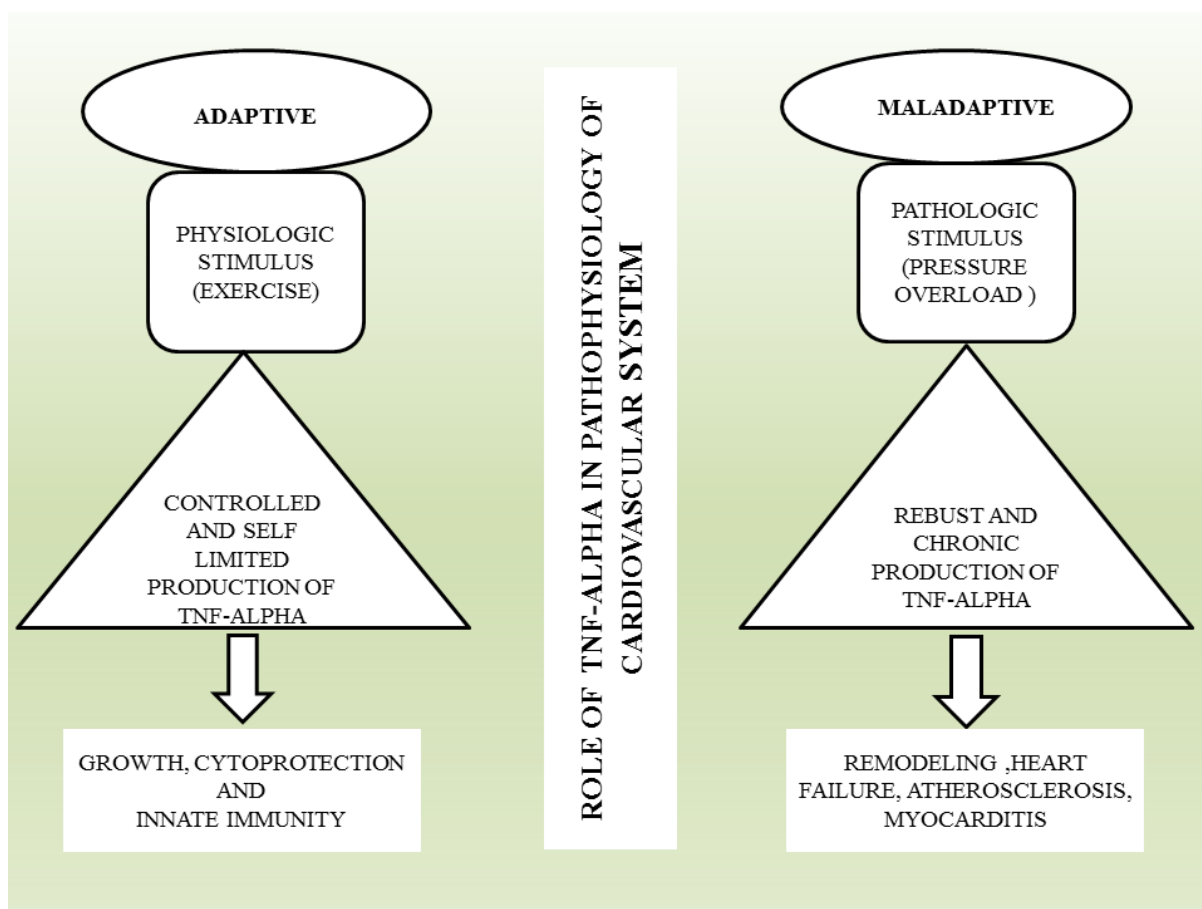 ADAPTIVE
PHYSIOLOGIC
STIMULUS
(EXERCISE)
CONTROLLED
AND SELF
LIMITED
PRODUCTION OF
TNF-ALPHA
GROWTH, CYTOPROTECTION
AND
INNATE IMMUNITY
ROLE OF TNF-ALPHA IN PATHOPHYSIOLOGY OF
CARDIOVASCULAR SYSTEM
MALADAPTIVE
PATHOLOGIC
STIMULUS
(PRESSURE
OVERLOAD )
REBUST AND
CHRONIC
PRODUCTION OF
TNF-ALPHA
REMODELING ,HEART
FAILURE, ATHEROSCLEROSIS,
MYOCARDITIS